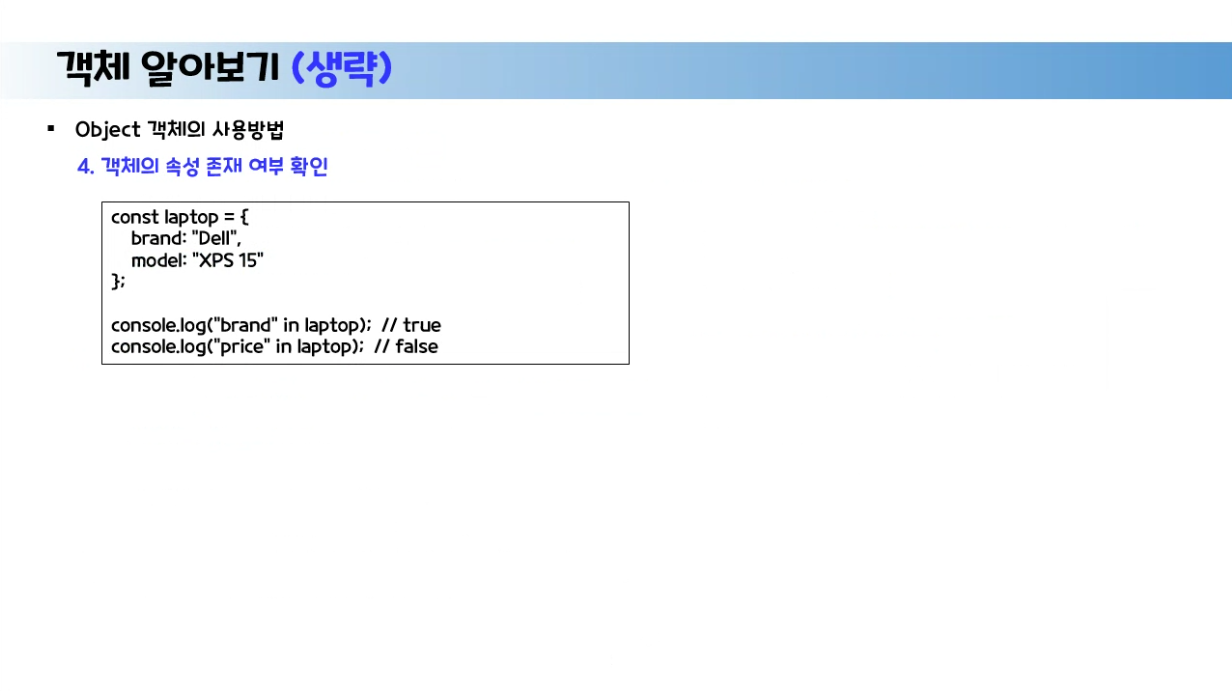 객체 알아보기 (생략)
▪ Object 객체의 사용방법
4. 객체의 속성 존재 여부 확인
const laptop = {
    brand: "Dell",
    model: "XPS 15"
};
console.log("brand" in laptop);  // true
console.log("price" in laptop);  // false